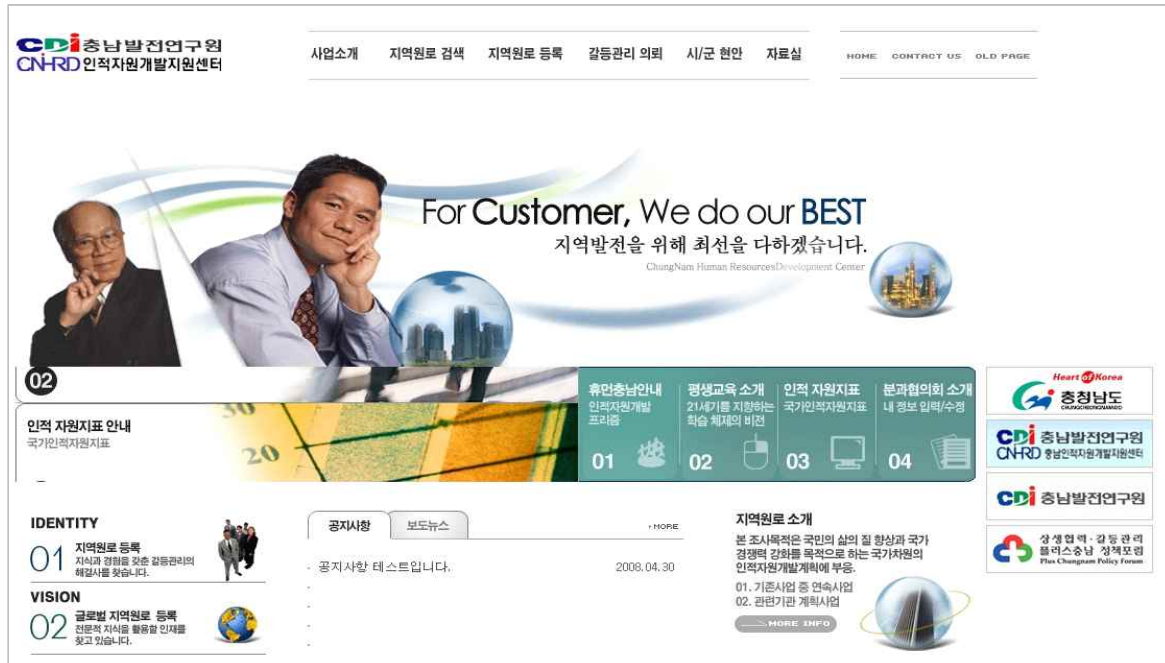 CDi 충남발전연구원
CNHRD 인적자원개발지원센터
사업소개 지역원로 검색 지역원로 등록 갈등관리 의뢰 시/군 현안 자료실
HOME CONTACT US OLD PAGE
For Customer, We do our BEST
지역발전을 위해 최선을 다하겠습니다.
ChungNam Human ResourcesDevelopment Center
02
인적 자원지표 안내
국가인적자원지표
30
20
휴먼충남안내
인적자원개발
프리즘
01
평생교육 소개
21세기를 지향하는
학습 체제의 비전
02
인적 자원지표
국가인적자원지표
03
분과협의회 소개
내 정보 입력/수정
04
Heart of Korea
충청남도
CHUNGCHEONGNAMDO
CDi 충남발전연구원
CNHRD 충남인적자원개발지원센터
CDi 충남발전연구원
상생협력·갈등관리
플러스충남 정책포럼
Plus Chungnam Policy Forum
IDENTITY
01 지역원로 등록
지식과 경험을 갖춘 갈등관리의
해결사를 찾습니다.
VISION
02 글로벌 지역원로 등록
전문적 지식을 활용할 인재를
찾고 있습니다.
공지사항 보도뉴스
MORE
공지사항 테스트입니다. 2008.04.30
지역원로 소개
본 조사목적은 국민의 삶의 질 향상과 국가
경쟁력 강화를 목적으로 하는 국가차원의
인적자원개발계획에 부응.
01. 기존사업 중 연속사업
02. 관련기관 계획사업
MORE INFO